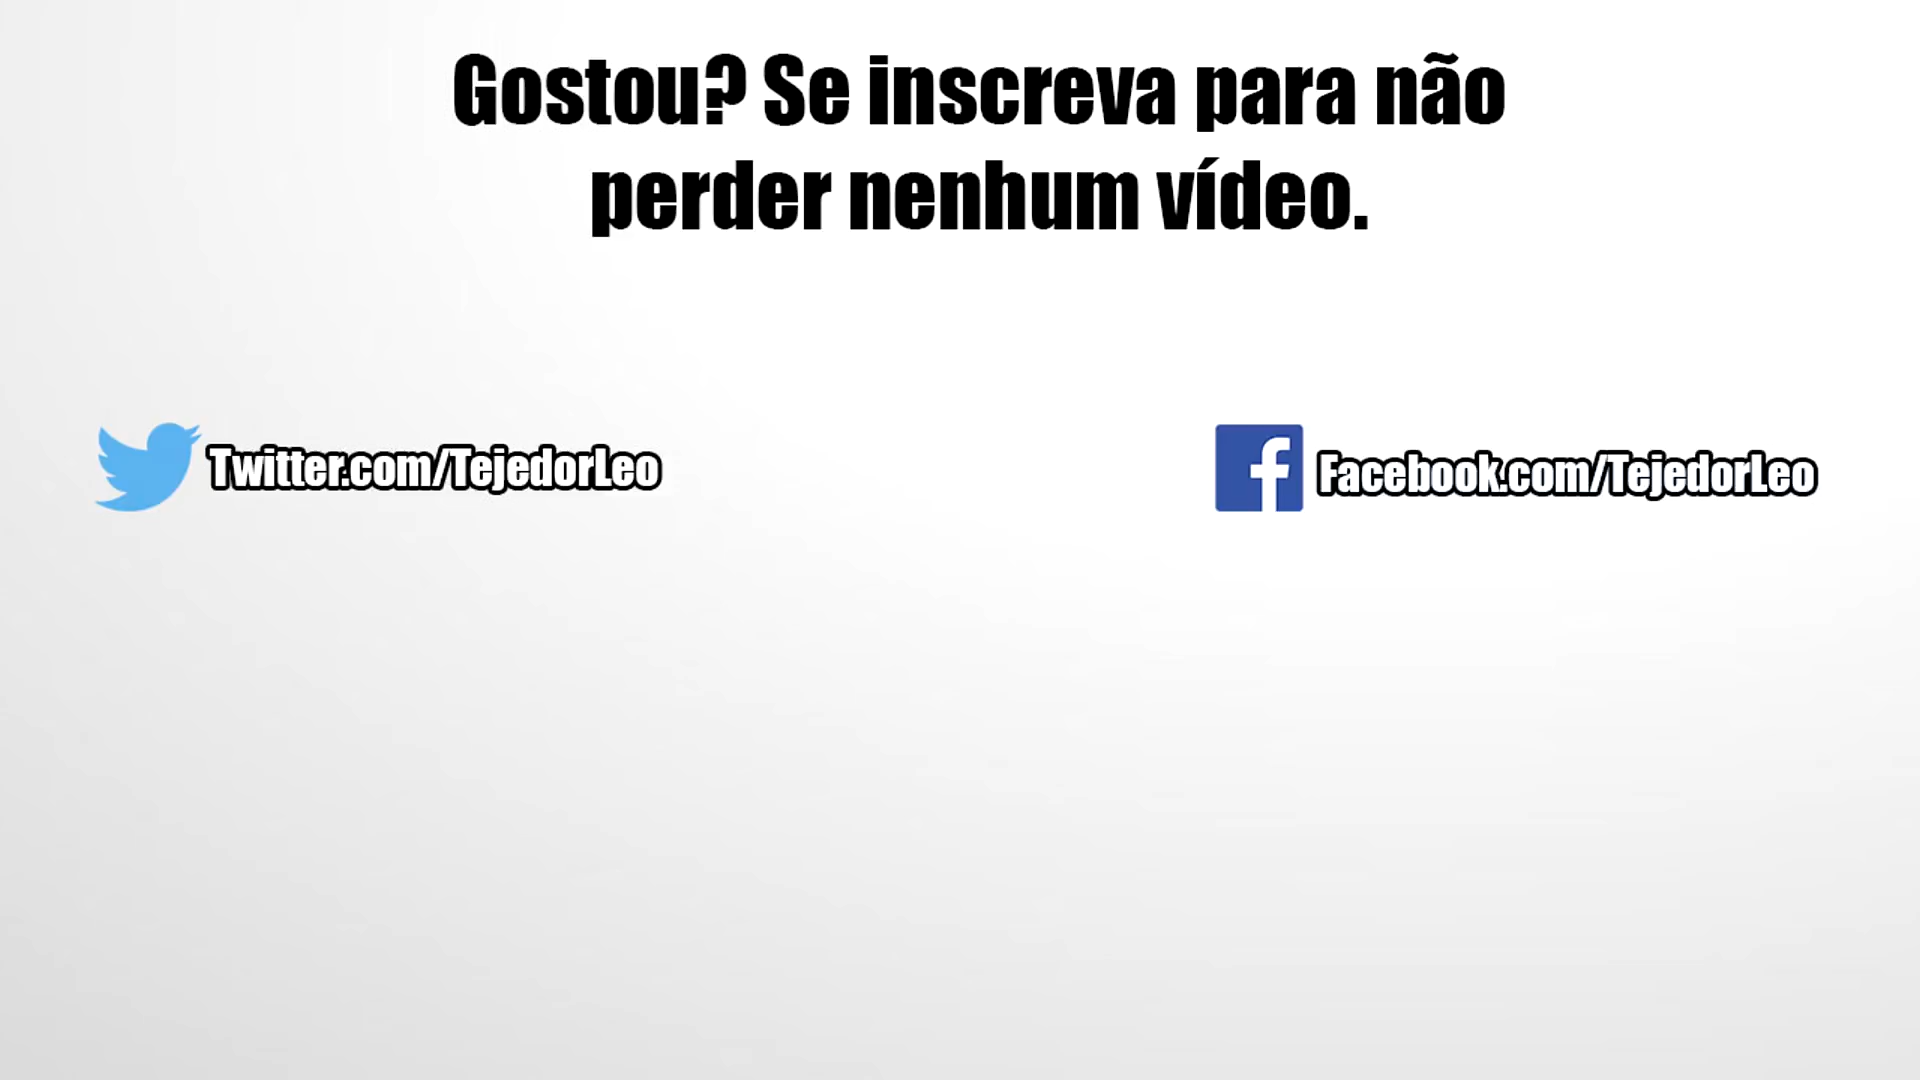 Gostou? Se inscreva para não
perder nenhum vídeo.
Twitter.com/TejedorLeo
Facebook.com/TejedorLeo